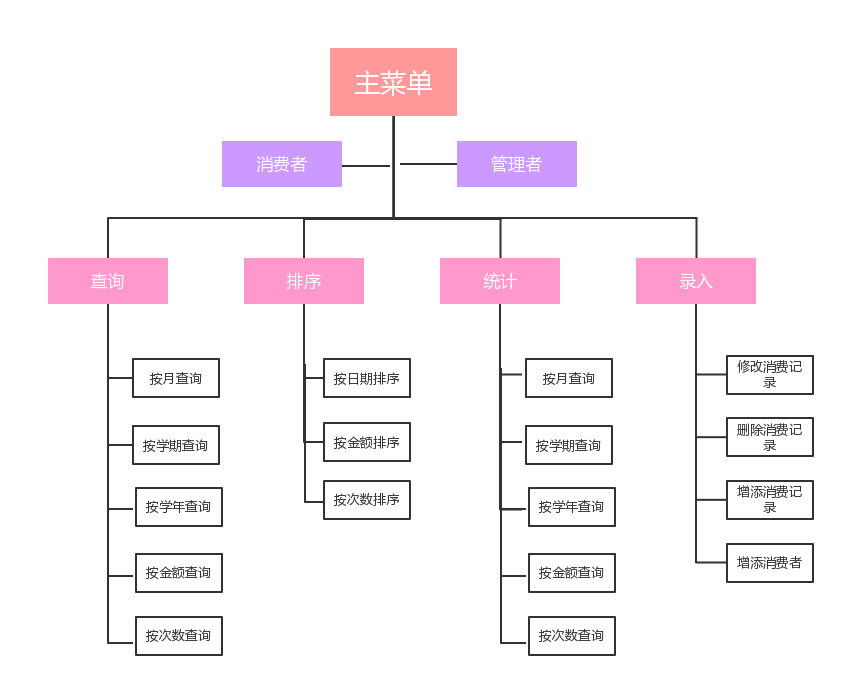 主菜单
消费者
管理者
查询
排序
统计
录入
按月查询
按学期查询
按学年查询
按金额查询
按次数查询
按日期排序
按金额排序
按次数排序
按月查询
按学期查询
按学年查询
按金额查询
按次数查询
修改消费记
录
删除消费记
录
增添消费记
录
增添消费者